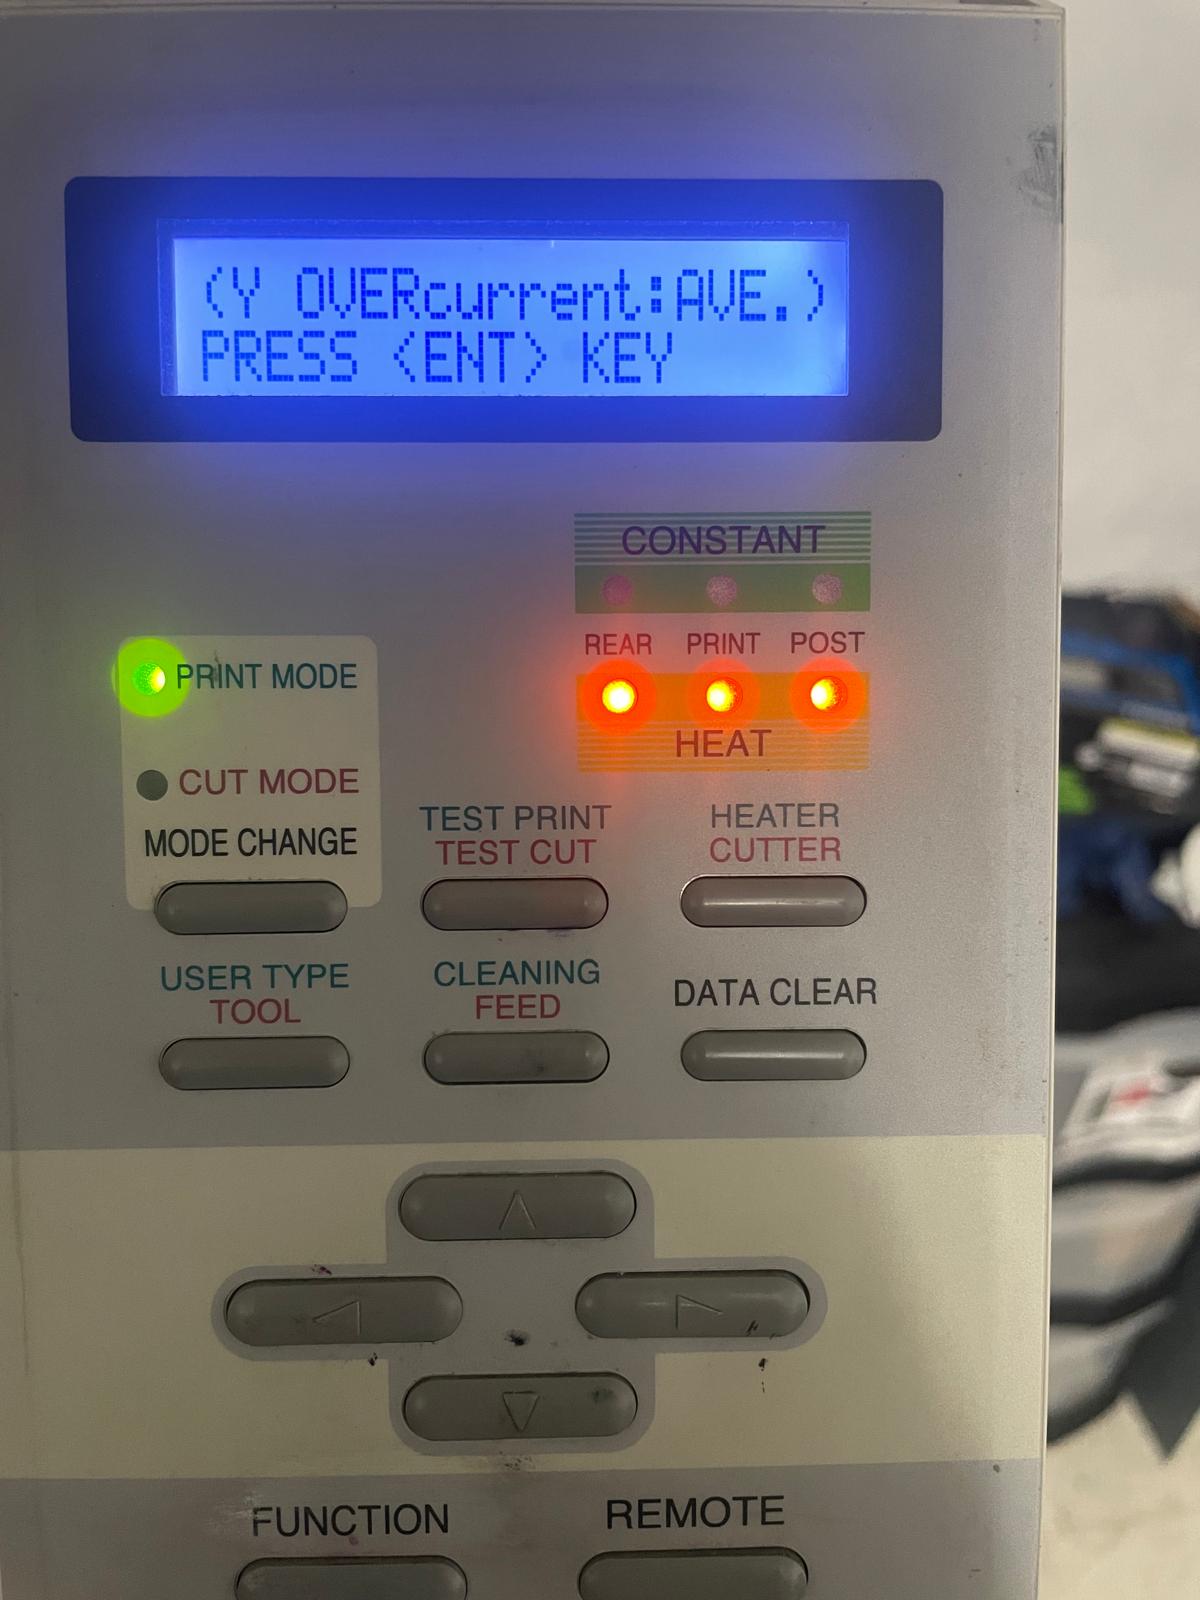 (Y OVERcurrent:AVE.)
PRESS <ENT> KEY
CONSTANT
REAR PRINT POST
HEAT
PRINT MODE
CUT MODE
MODE CHANGE
TEST PRINT
TEST CUT
HEATER
CUTTER
USER TYPE
TOOL
CLEANING
FEED
DATA CLEAR
FUNCTION
REMOTE